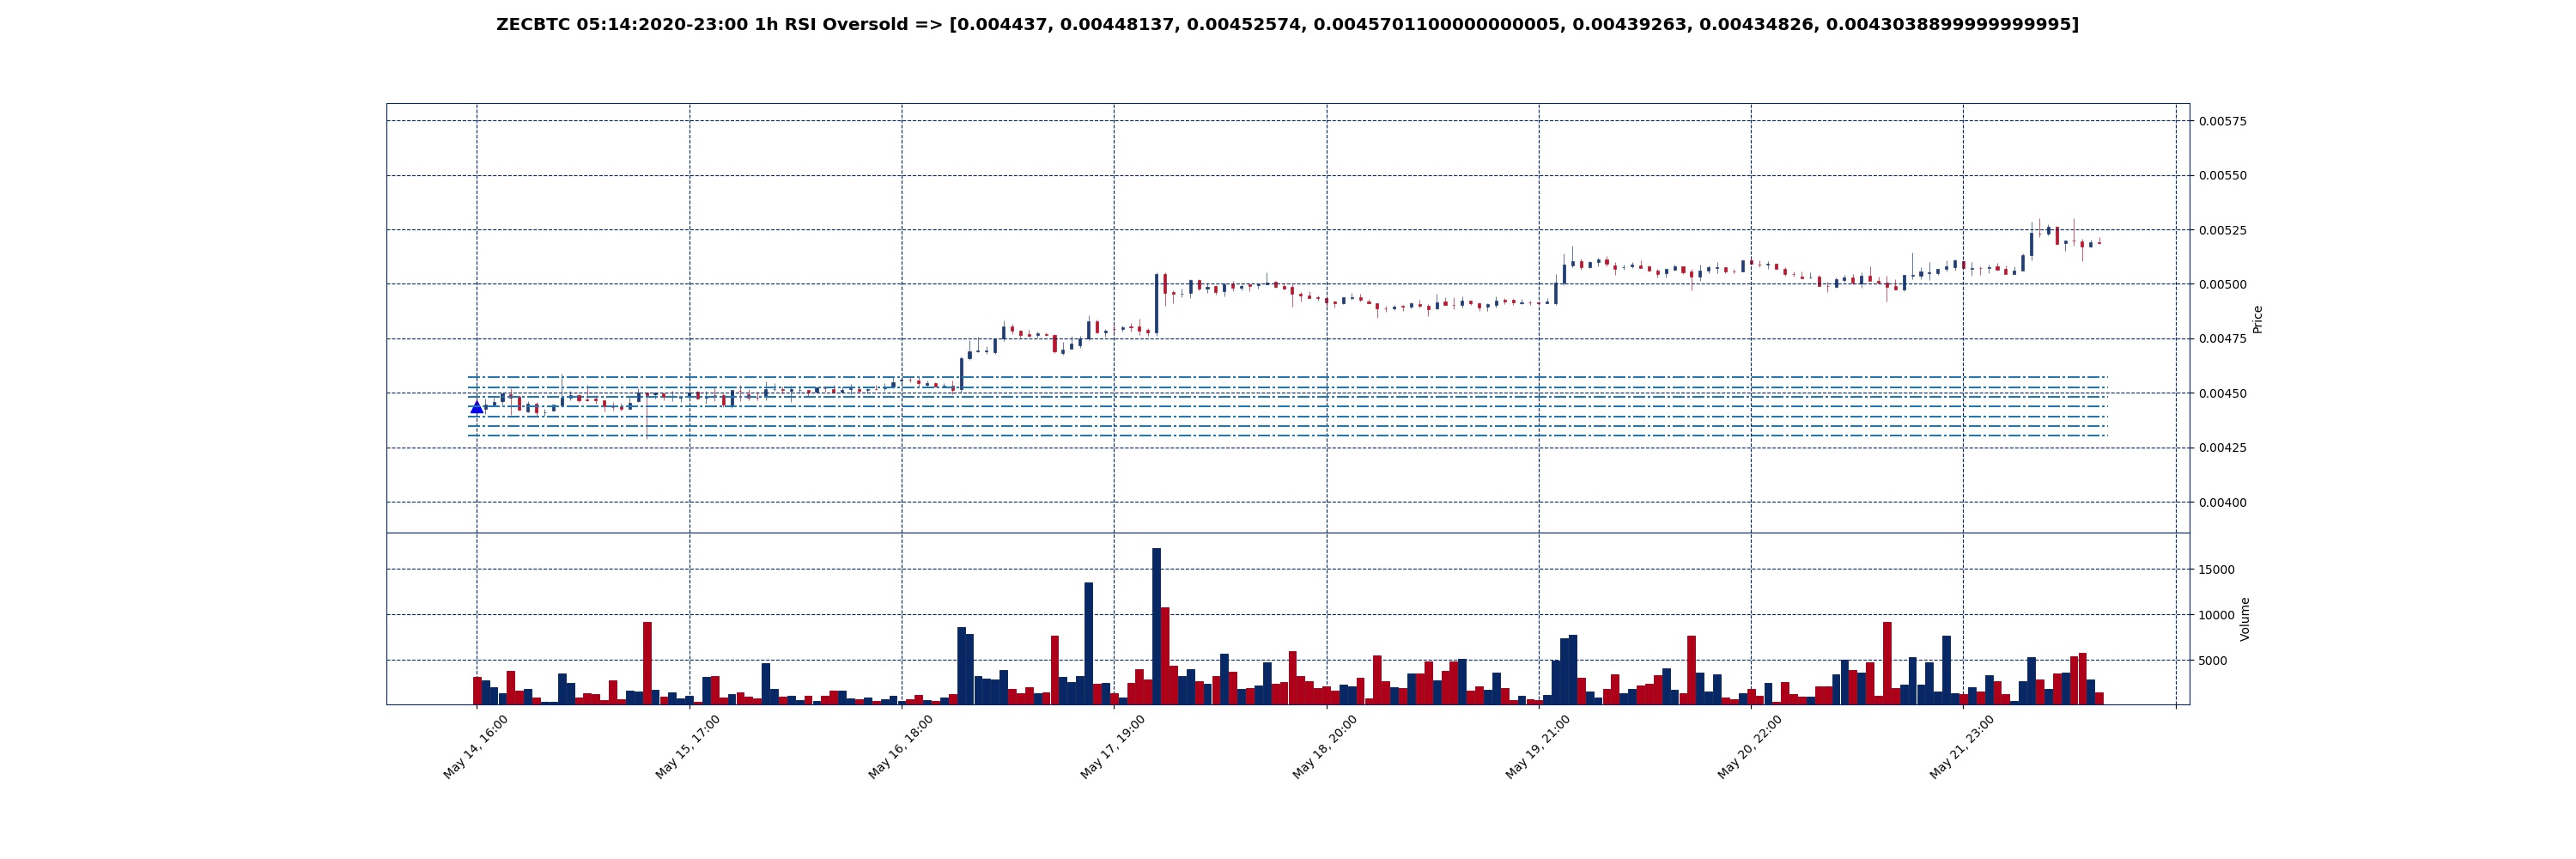 ZECBTC 05:14:2020-23:00 1h RSI Oversold => [0.004437, 0.00448137, 0.00452574, 0.0045701100000000005, 0.00439263, 0.00434826, 0.0043038899999999995]
0.00575
0.00550
0.00525
0.00500
0.00475
0.00450
0.00425
0.00400
Price
15000
10000
5000
Volume
May 14, 16:00
May 15, 17:00
May 16, 18:00
May 17, 19:00
May 18, 20:00
May 19, 21:00
May 20, 22:00
May 21, 23:00